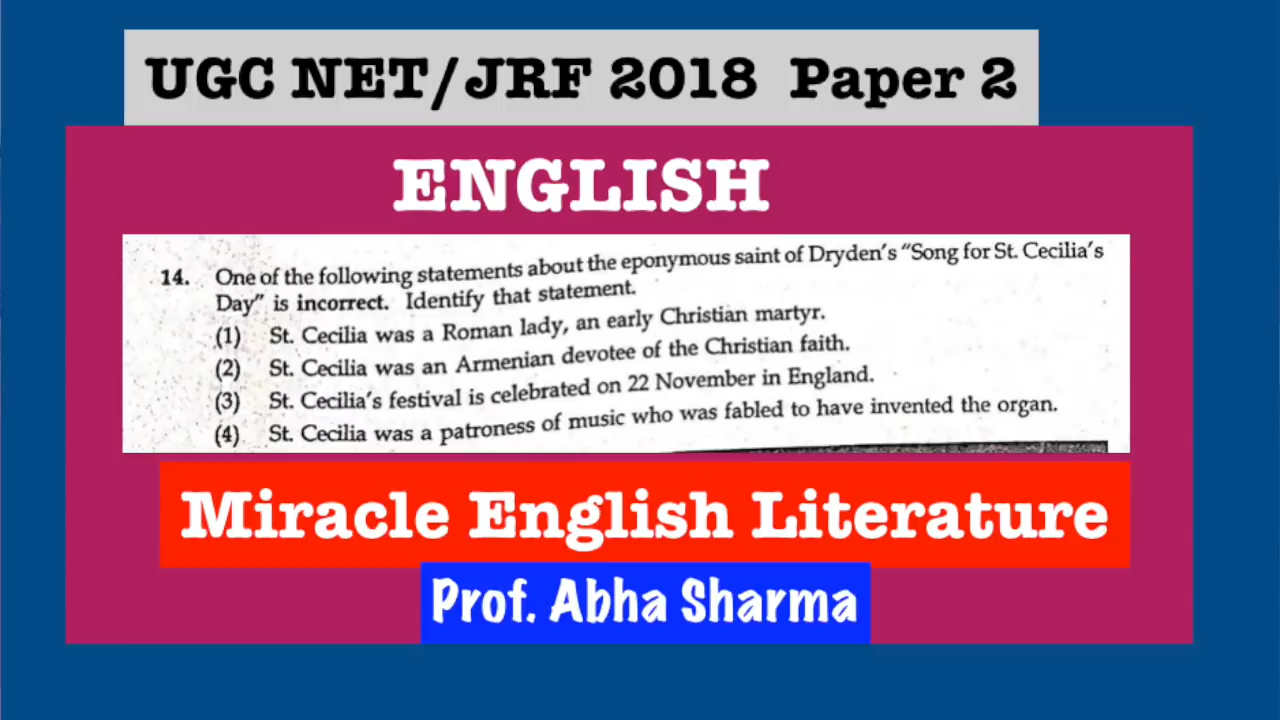 UGC NET/JRF 2018 Paper 2
ENGLISH
14. One of the following statements about the eponymous saint of Dryden's "Song for St. Cecilia's
Day" is incorrect. Identify that statement.
(1) St. Cecilia was a Roman lady, an early Christian martyr.
(2) St. Cecilia was an Armenian devotee of the Christian faith.
(3) St. Cecilia's festival is celebrated on 22 November in England.
(4) St. Cecilia was a patroness of music who was fabled to have invented the organ.
Miracle English Literature
Prof. Abha Sharma